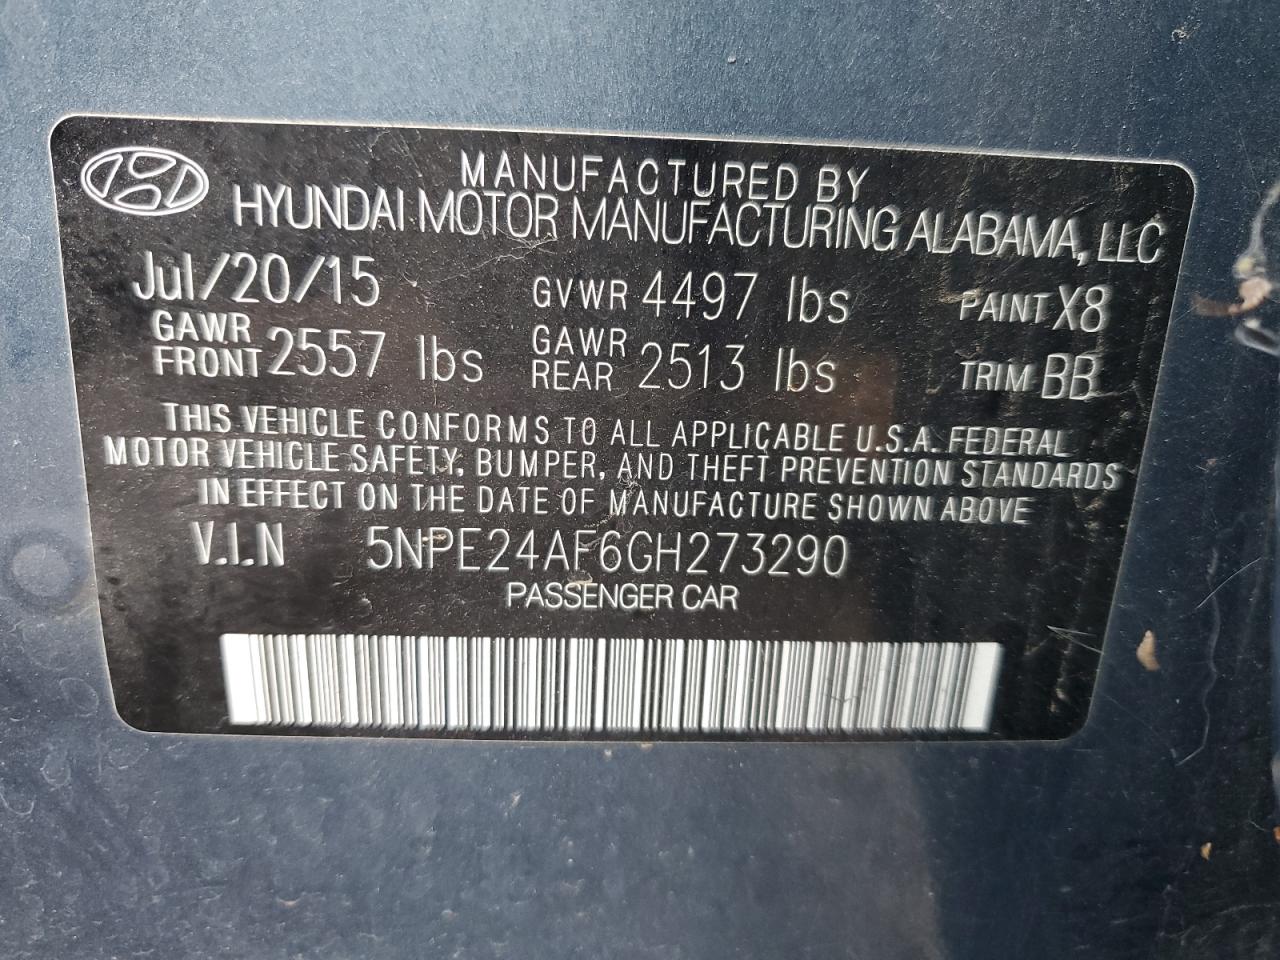 MANUFACTURED BY
HYUNDAI MOTOR MANUFACTURING ALABAMA, LLC
Jul/20/15 GVWR 4497 lbs PAINT X8
GAWR FRONT 2557 lbs GAWR REAR 2513 lbs TRIM BB
THIS VEHICLE CONFORMS TO ALL APPLICABLE U.S.A. FEDERAL
MOTOR VEHICLE SAFETY, BUMPER, AND THEFT PREVENTION STANDARDS
IN EFFECT ON THE DATE OF MANUFACTURE SHOWN ABOVE
V.I.N 5NPE24AF6GH273290
PASSENGER CAR